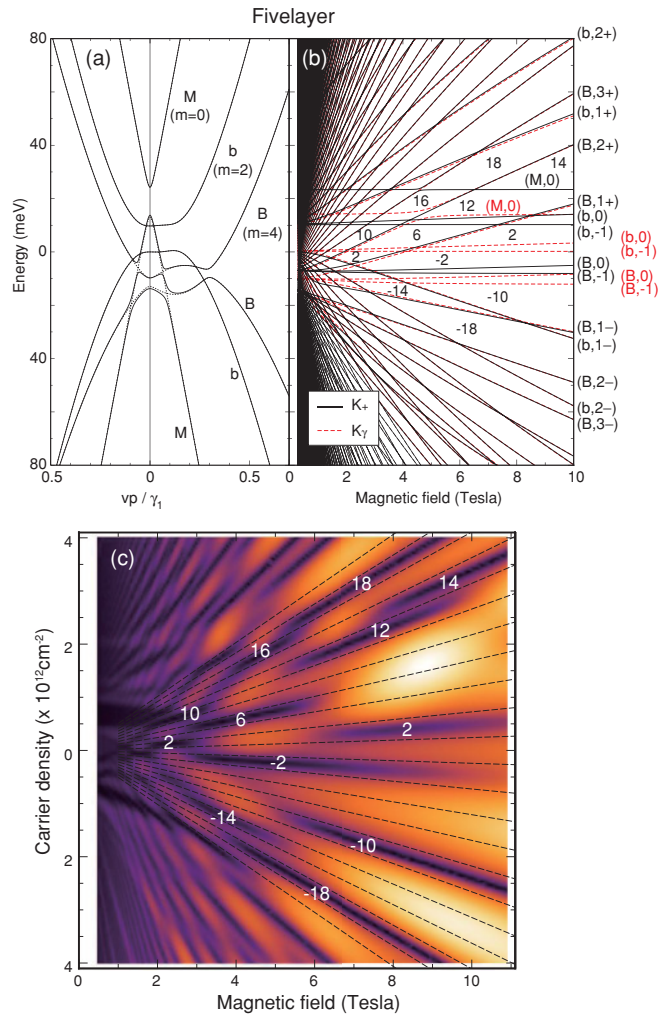 Fivelayer
(a)
80
40
0
40
80
Energy (meV)
M
(m=0)
b
(m=2)
B
(m=4)
B
b
M
0.5
0
0.5
vp / γ1
(b)
18
14
(M,0)
16
12
(M,0)
10
6
2
2
-2
-14
-10
-18
K+
Kγ
0
2
4
6
8
10
Magnetic field (Tesla)
(b,2+)
(B,3+)
(b,1+)
(B,2+)
(B,1+)
(b,0)
(b,-1)
(b,0)
(b,-1)
(B,0)
(B,-1)
(B,0)
(B,-1)
(B,1−)
(b,1−)
(B,2−)
(b,2−)
(B,3−)
(c)
4
2
0
2
4
Carrier density (x 10¹²cm⁻²)
18
14
16
12
10
6
2
2
-2
-14
-10
-18
0
2
4
6
8
10
Magnetic field (Tesla)